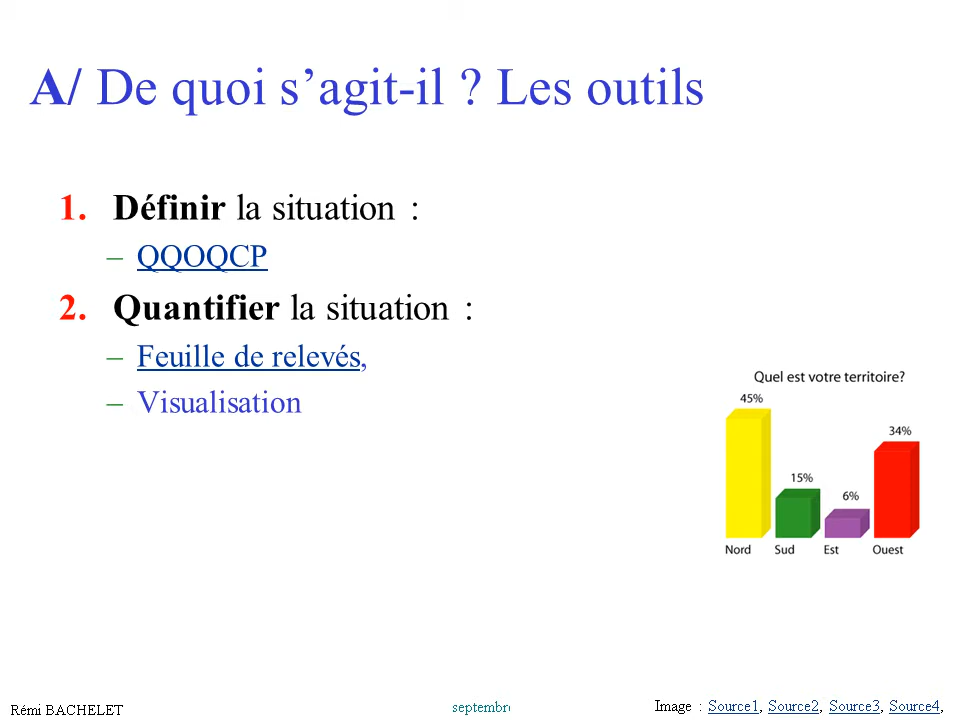 A/ De quoi s’agit-il ? Les outils
1. Définir la situation :
– QQOQCP
2. Quantifier la situation :
– Feuille de relevés,
– Visualisation
Quel est votre territoire?
45%
34%
15%
6%
Nord Sud Est Ouest
Rémi BACHELET
Image : Source1, Source2, Source3, Source4,